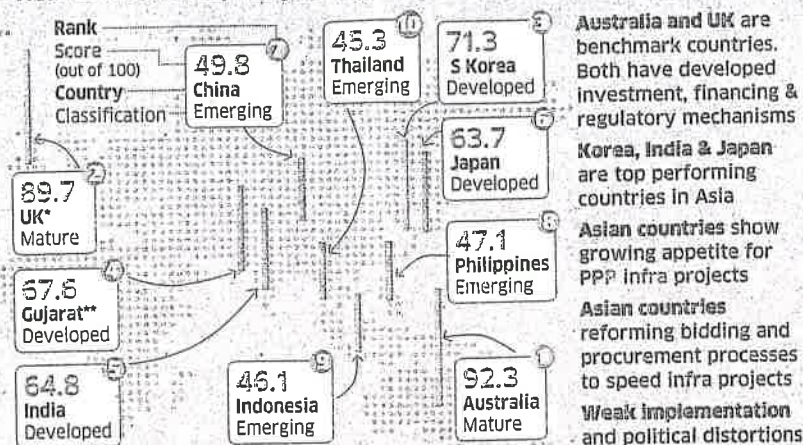 Rank
Score
(out of 100)
Country
Classification
7
49.8
China
Emerging
10
45.3
Thailand
Emerging
3
71.3
S Korea
Developed
6
63.7
Japan
Developed
2
89.7
UK*
Mature
4
67.6
Gujarat**
Developed
5
64.8
India
Developed
8
47.1
Philippines
Emerging
9
46.1
Indonesia
Emerging
1
92.3
Australia
Mature
Australia and UK are
benchmark countries.
Both have developed
investment, financing &
regulatory mechanisms
Korea, India & Japan
are top performing
countries in Asia
Asian countries show
growing appetite for
PPP infra projects
Asian countries
reforming bidding and
procurement processes
to speed infra projects
Weak implementation
and political distortions